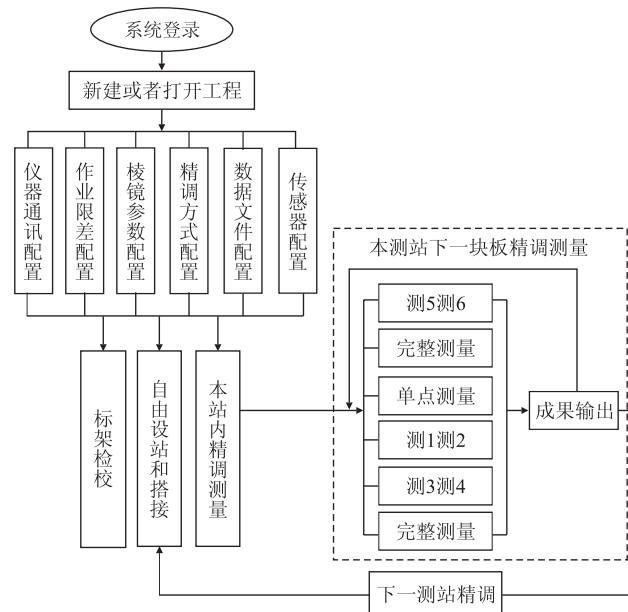 系统登录
新建或者打开工程
仪器通讯配置
作业限差配置
棱镜参数配置
精调方式配置
数据文件配置
传感器配置
标架检校
自由设站和搭接
本站内精调测量
本测站下一块板精调测量
测5测6
完整测量
单点测量
测1测2
测3测4
完整测量
成果输出
下一测站精调